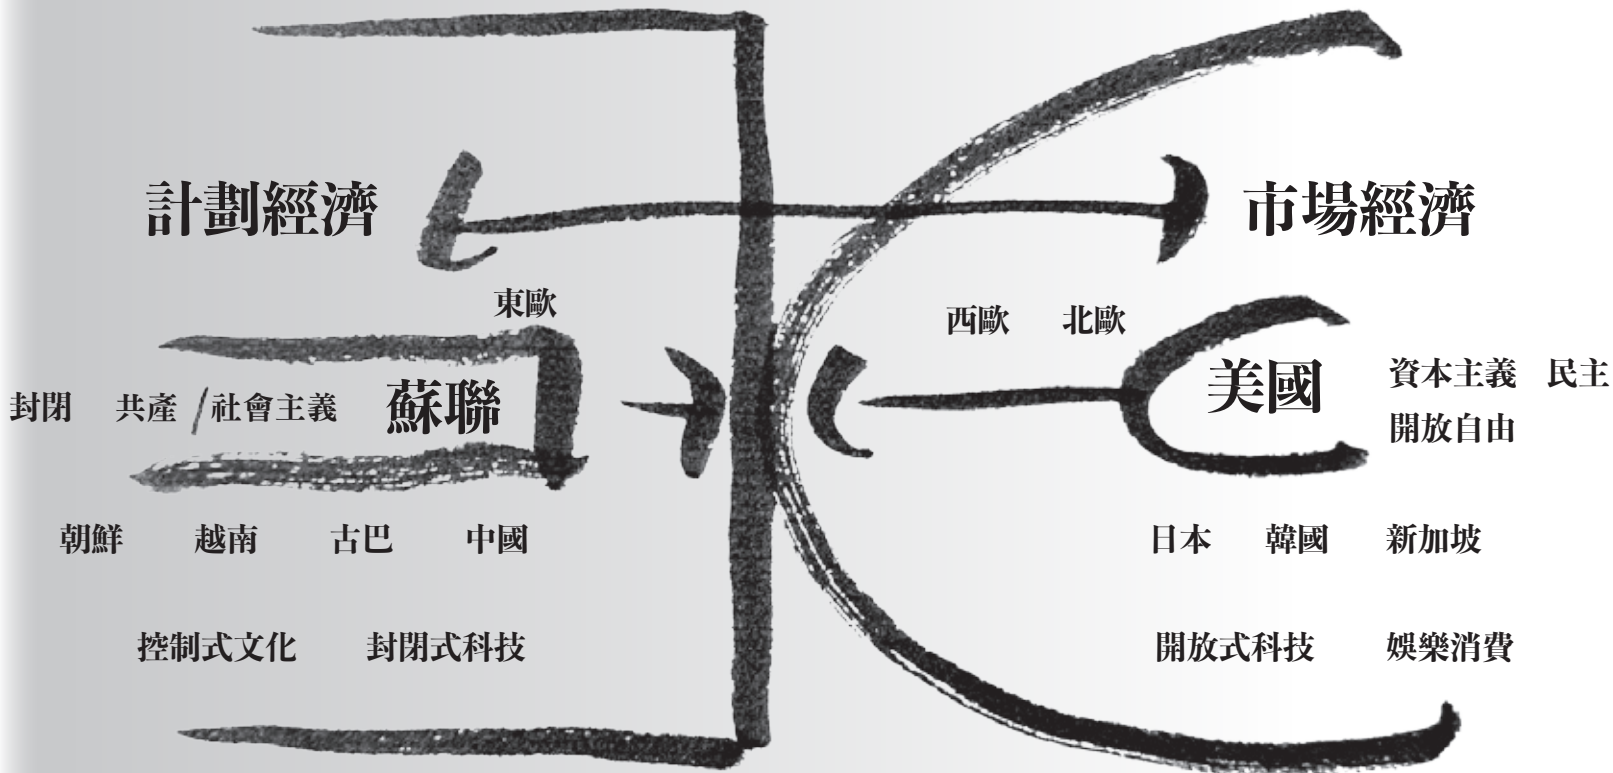 計劃經濟
市場經濟
東歐
西歐 北歐
封閉 共產/社會主義 蘇聯
美國 資本主義 民主
開放自由
朝鮮 越南 古巴 中國
日本 韓國 新加坡
控制式文化 封閉式科技
開放式科技 娛樂消費